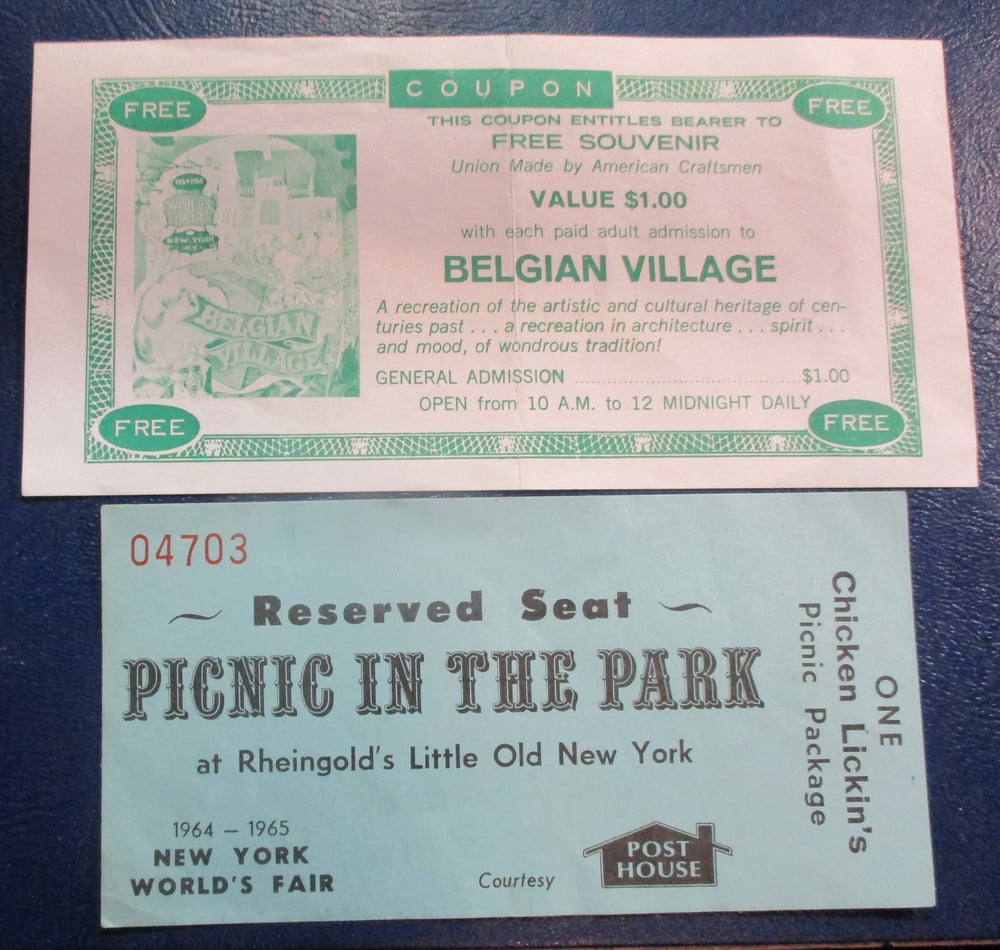 COUPON
FREE
FREE
THIS COUPON ENTITLES BEARER TO
FREE SOUVENIR
Union Made by American Craftsmen
VALUE $1.00
with each paid adult admission to
BELGIAN VILLAGE
A recreation of the artistic and cultural heritage of cen-
turies past . . . a recreation in architecture . . . spirit . . .
and mood, of wondrous tradition!
GENERAL ADMISSION ........................................ $1.00
OPEN from 10 A.M. to 12 MIDNIGHT DAILY
FREE
FREE
WORLD'S
FAIR
NEW YORK
N.Y.
BELGIAN
VILLAGE
04703
Reserved Seat
PICNIC IN THE PARK
at Rheingold's Little Old New York
1964 — 1965
NEW YORK
WORLD'S FAIR
Courtesy
POST
HOUSE
ONE
Chicken Lickin's
Picnic Package